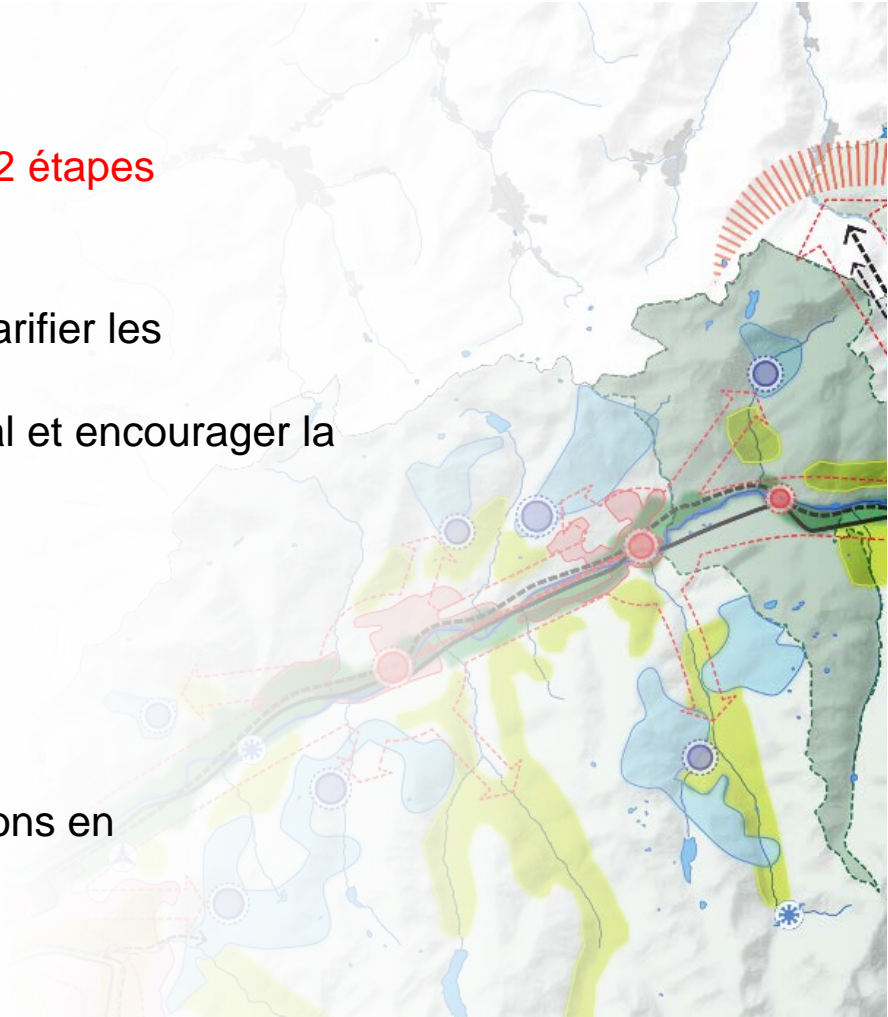 2 étapes
arifier les
al et encourager la
ons en